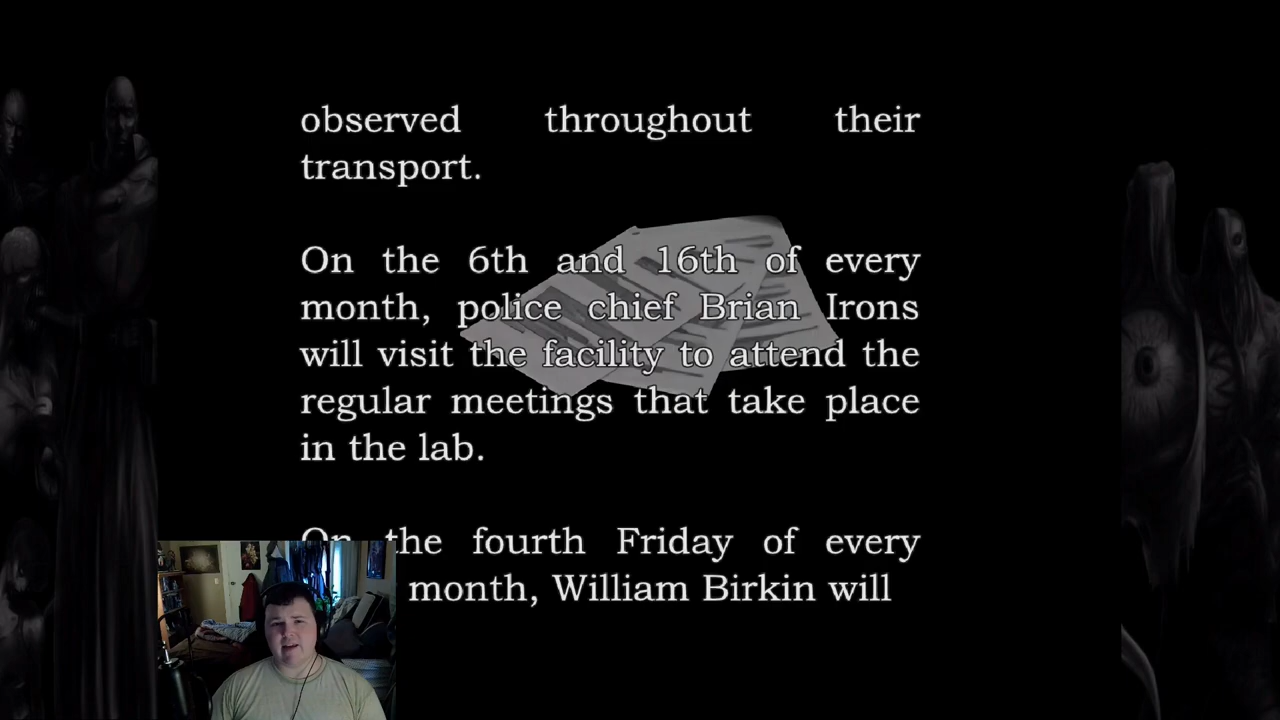 observed throughout their
transport.
On the 6th and 16th of every
month, police chief Brian Irons
will visit the facility to attend the
regular meetings that take place
in the lab.
On the fourth Friday of every
month, William Birkin will